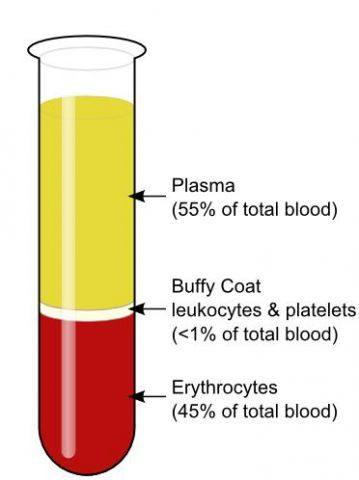 Plasma
(55% of total blood)
Buffy Coat
leukocytes & platelets
(<1% of total blood)
Erythrocytes
(45% of total blood)